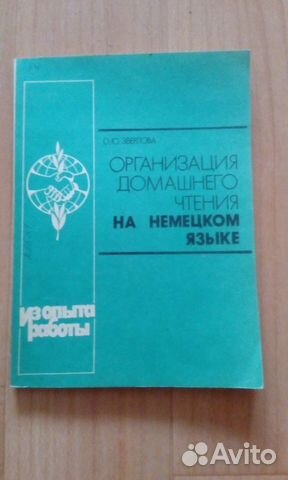 О.Ю. ЗВЕРЛОВА
ОРГАНИЗАЦИЯ
ДОМАШНЕГО
ЧТЕНИЯ
НА НЕМЕЦКОМ
ЯЗЫКЕ
из опыта
работы
Avito